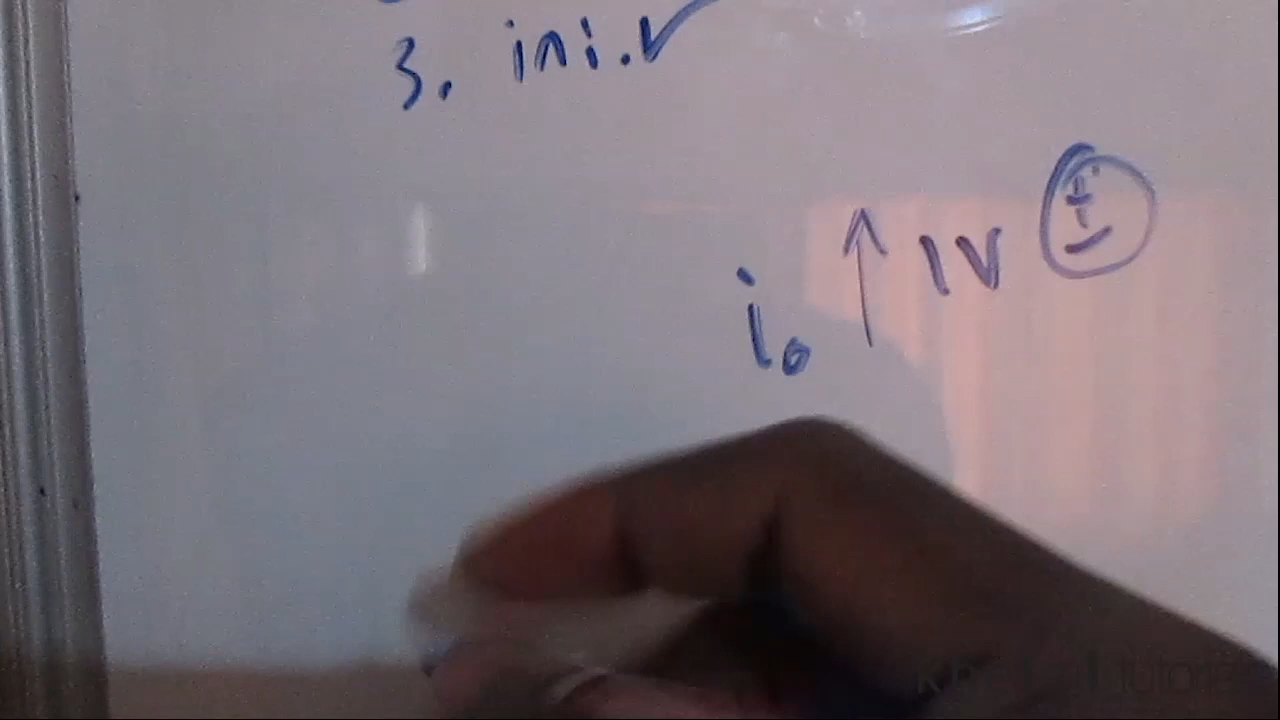 3. ini.
i₀ ↑ 1V
+
-